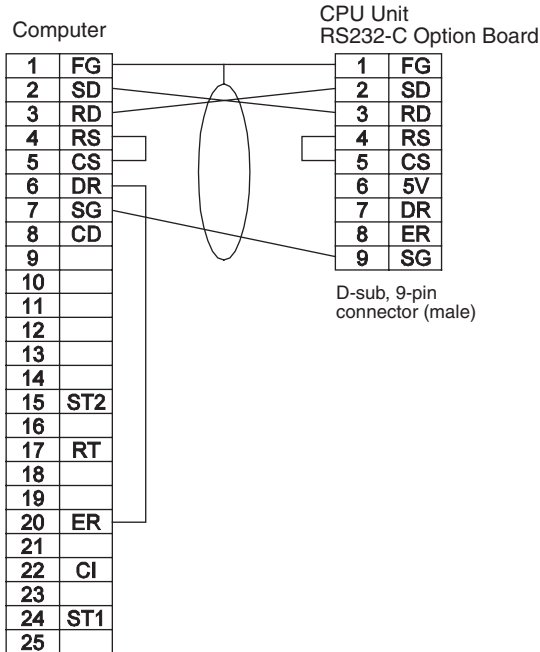 Computer
1 FG
2 SD
3 RD
4 RS
5 CS
6 DR
7 SG
8 CD
9
10
11
12
13
14
15 ST2
16
17 RT
18
19
20 ER
21
22 CI
23
24 ST1
25
CPU Unit
RS232-C Option Board
1 FG
2 SD
3 RD
4 RS
5 CS
6 5V
7 DR
8 ER
9 SG
D-sub, 9-pin
connector (male)